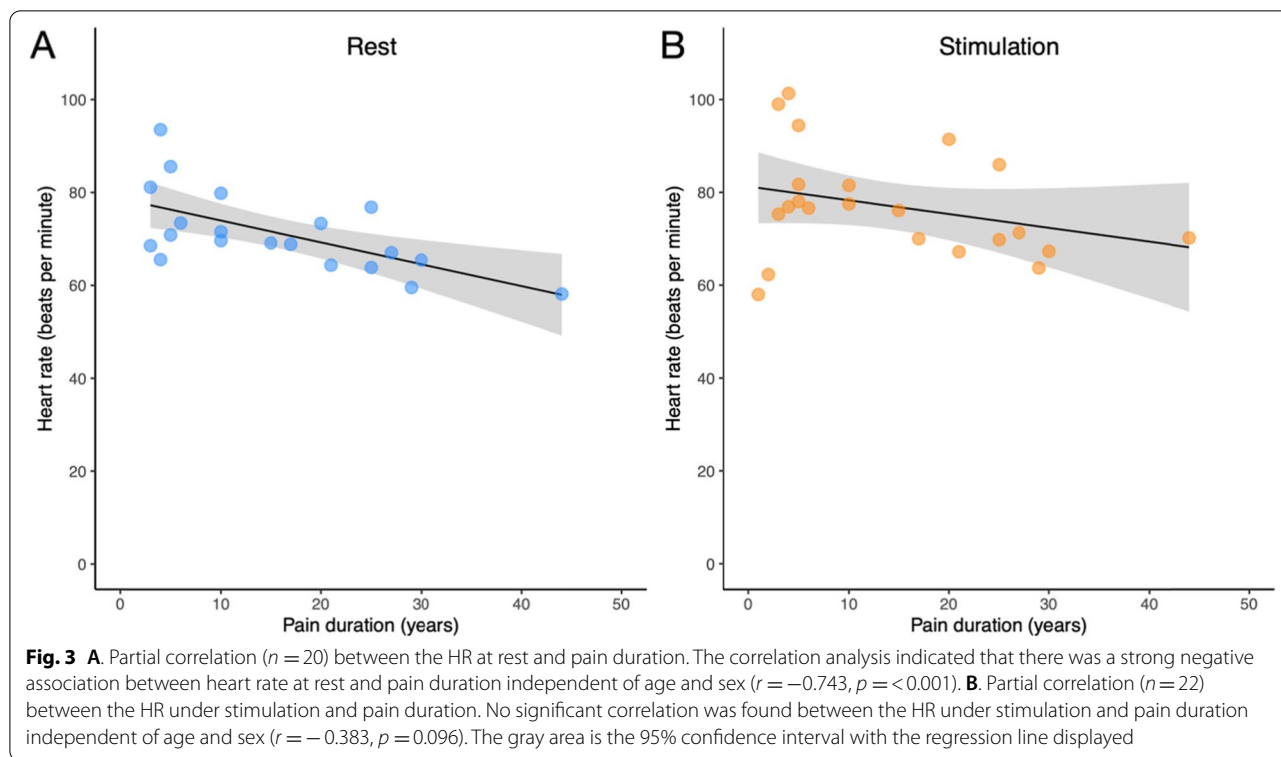 A
Rest
100
80
60
40
20
0
Heart rate (beats per minute)
0 10 20 30 40 50
Pain duration (years)
B
Stimulation
100
80
60
40
20
0
Heart rate (beats per minute)
0 10 20 30 40 50
Pain duration (years)
Fig. 3 A. Partial correlation (n = 20) between the HR at rest and pain duration. The correlation analysis indicated that there was a strong negative
association between heart rate at rest and pain duration independent of age and sex (r = −0.743, p = < 0.001). B. Partial correlation (n = 22)
between the HR under stimulation and pain duration. No significant correlation was found between the HR under stimulation and pain duration
independent of age and sex (r = − 0.383, p = 0.096). The gray area is the 95% confidence interval with the regression line displayed